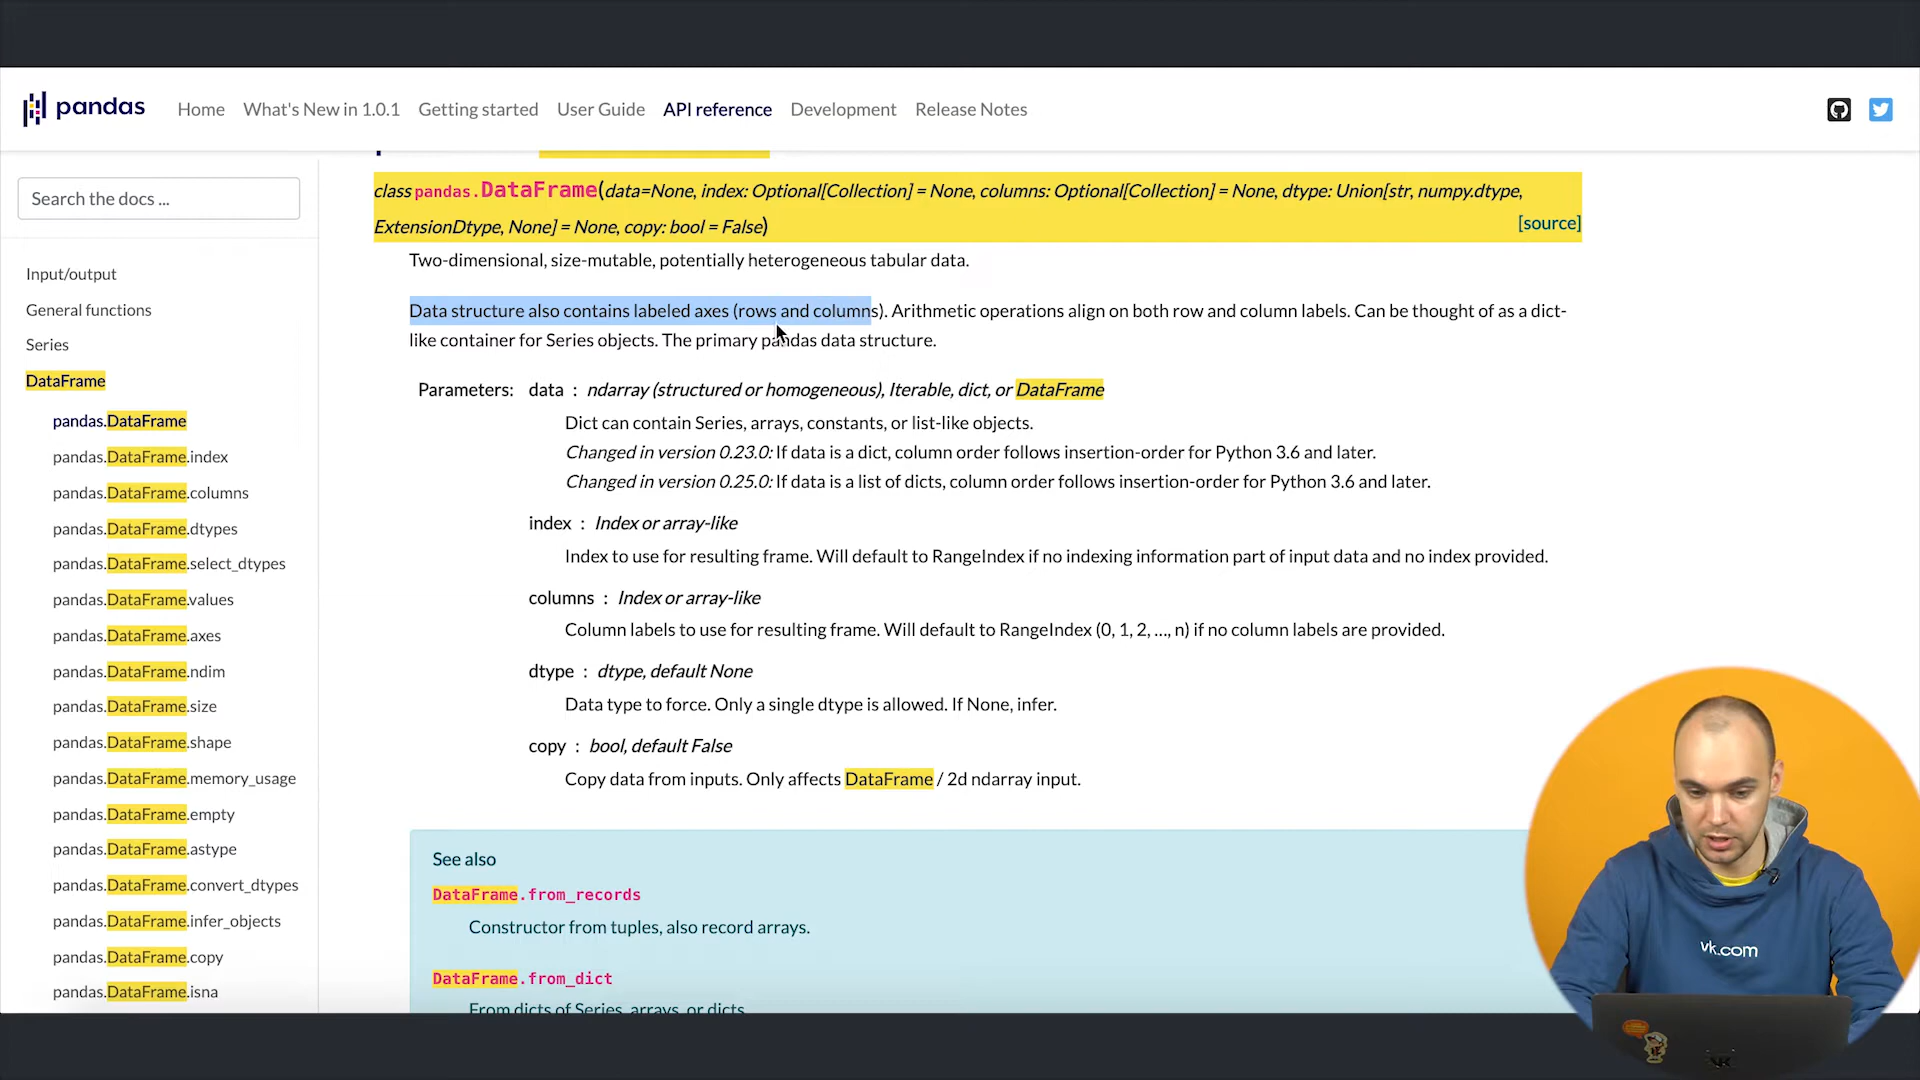 pandas
Home What's New in 1.0.1 Getting started User Guide API reference Development Release Notes
Search the docs ...
Input/output
General functions
Series
DataFrame
pandas.DataFrame
pandas.DataFrame.index
pandas.DataFrame.columns
pandas.DataFrame.dtypes
pandas.DataFrame.select_dtypes
pandas.DataFrame.values
pandas.DataFrame.axes
pandas.DataFrame.ndim
pandas.DataFrame.size
pandas.DataFrame.shape
pandas.DataFrame.memory_usage
pandas.DataFrame.empty
pandas.DataFrame.astype
pandas.DataFrame.convert_dtypes
pandas.DataFrame.infer_objects
pandas.DataFrame.copy
pandas.DataFrame.isna
class pandas.DataFrame(data=None, index: Optional[Collection] = None, columns: Optional[Collection] = None, dtype: Union[str, numpy.dtype,
ExtensionDtype, None] = None, copy: bool = False) [source]
Two-dimensional, size-mutable, potentially heterogeneous tabular data.
Data structure also contains labeled axes (rows and columns). Arithmetic operations align on both row and column labels. Can be thought of as a dict-
like container for Series objects. The primary pandas data structure.
Parameters: data : ndarray (structured or homogeneous), Iterable, dict, or DataFrame
Dict can contain Series, arrays, constants, or list-like objects.
Changed in version 0.23.0: If data is a dict, column order follows insertion-order for Python 3.6 and later.
Changed in version 0.25.0: If data is a list of dicts, column order follows insertion-order for Python 3.6 and later.
index : Index or array-like
Index to use for resulting frame. Will default to RangeIndex if no indexing information part of input data and no index provided.
columns : Index or array-like
Column labels to use for resulting frame. Will default to RangeIndex (0, 1, 2, …, n) if no column labels are provided.
dtype : dtype, default None
Data type to force. Only a single dtype is allowed. If None, infer.
copy : bool, default False
Copy data from inputs. Only affects DataFrame / 2d ndarray input.
See also
DataFrame.from_records
Constructor from tuples, also record arrays.
DataFrame.from_dict
From dicts of Series, arrays, or dicts.
vk.com